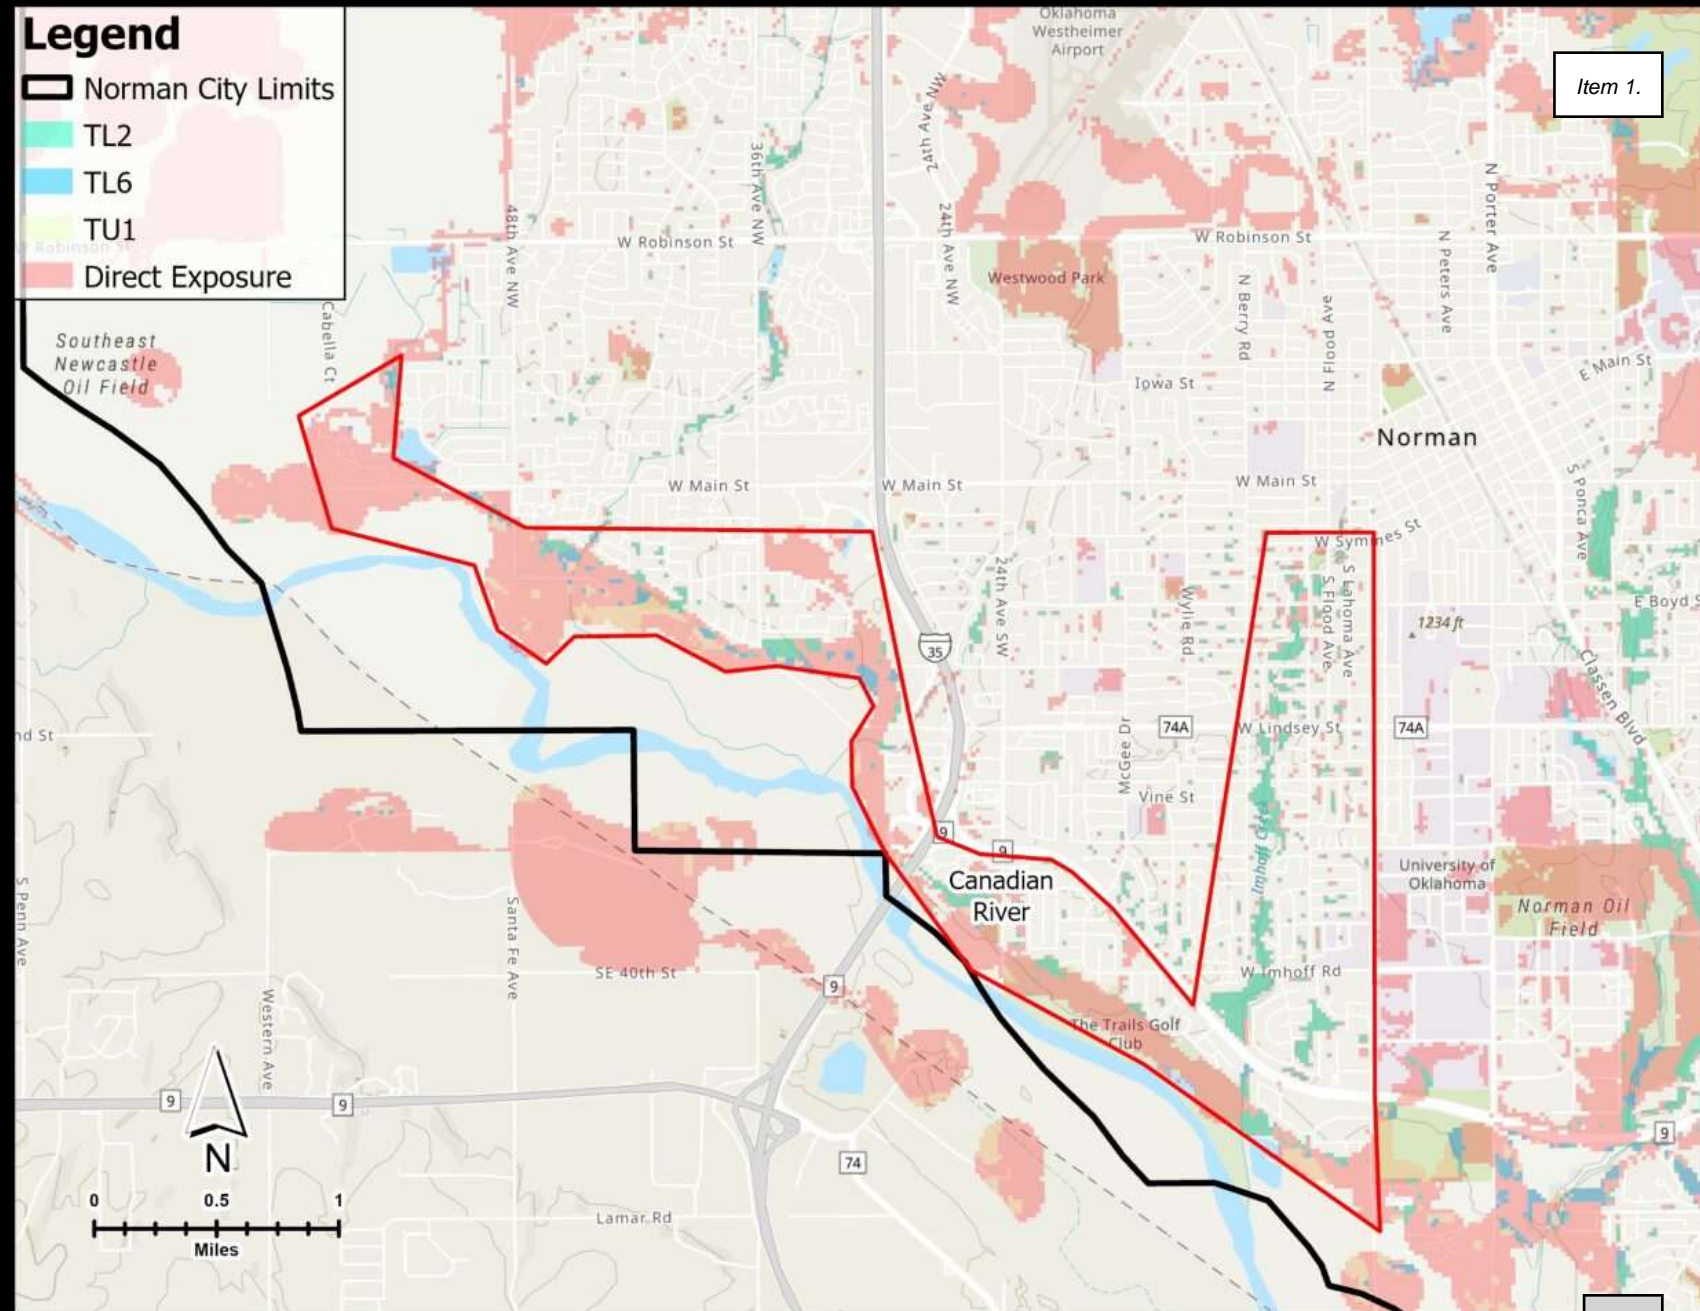 Legend
Norman City Limits
TL2
TL6
TU1
Direct Exposure
W Robinson St
Item 1.
Oklahoma
Westheimer
Airport
24th Ave NW
36th Ave NW
48th Ave NW
W Robinson St
24th Ave NW
W Robinson St
N Porter Ave
N Peters Ave
Westwood Park
N Berry Rd
N Flood Ave
Cabella Ct
Southeast
Newcastle
Oil Field
Iowa St
E Main St
Norman
W Main St
W Main St
W Main St
S Ponca Ave
W Symmes St
24th Ave SW
Wylie Rd
S Flood Ave
S Lahoma Ave
E Boyd S
1234 ft
35
Classen Blvd
nd St
74A
W Lindsey St
74A
McGee Dr
Vine St
9
9
Imhoff Creek
Canadian
River
University of
Oklahoma
Norman Oil
Field
S Penn Ave
Santa Fe Ave
SE 40th St
W Imhoff Rd
9
Western Ave
The Trails Golf
Club
9
9
9
N
74
0 0.5 1
Miles
Lamar Rd